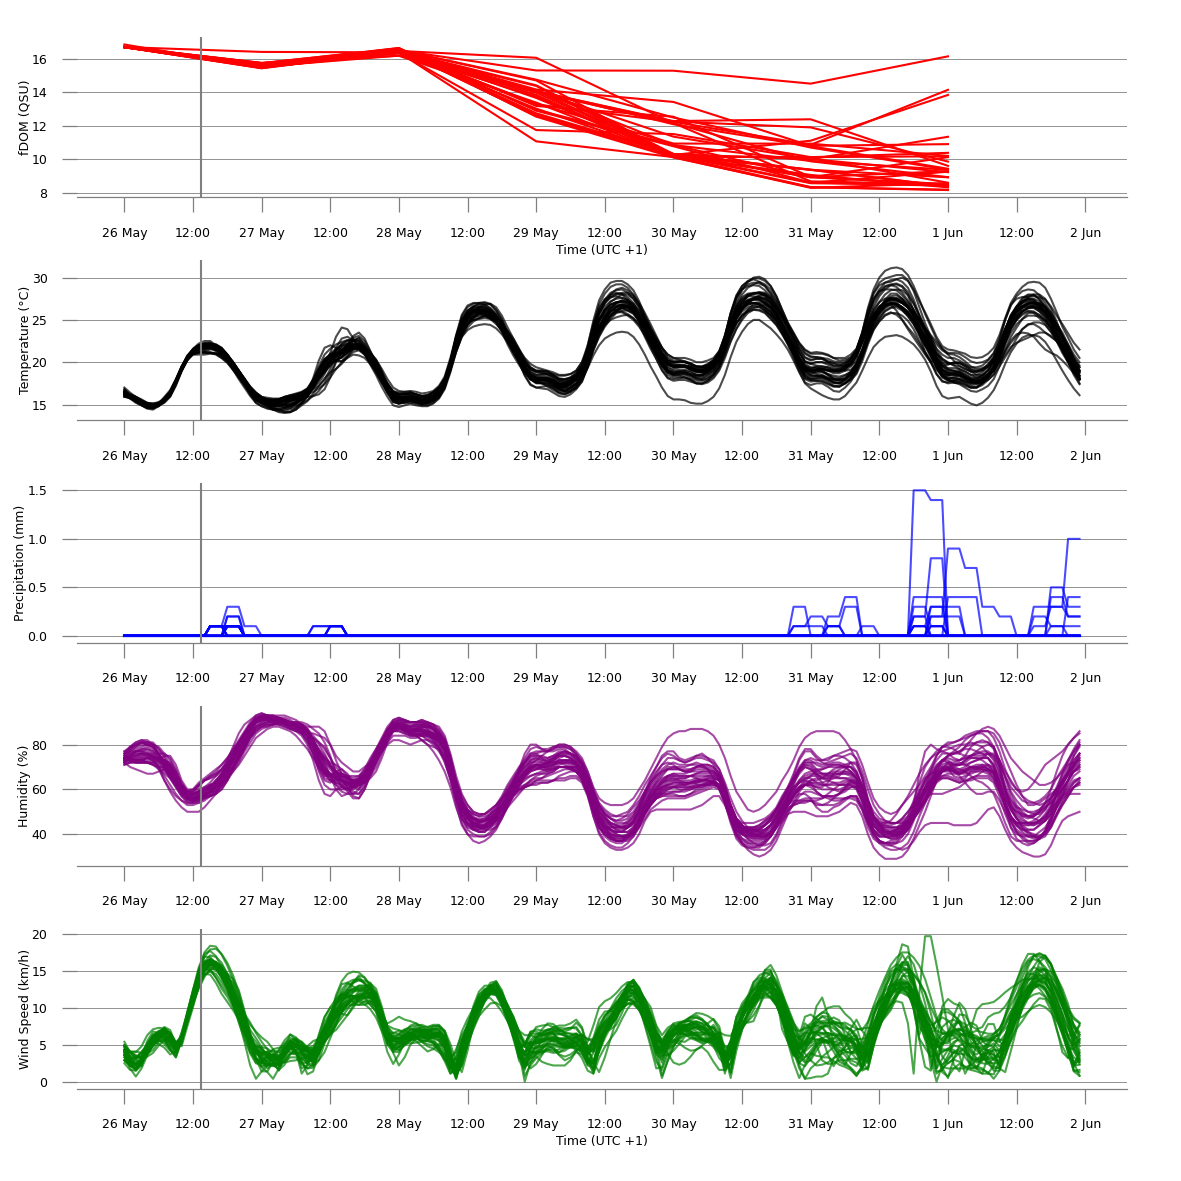 fDOM (QSU)
16
14
12
10
8
26 May 12:00 27 May 12:00 28 May 12:00 29 May 12:00 30 May 12:00 31 May 12:00 1 Jun 12:00 2 Jun
Time (UTC +1)
Temperature (°C)
30
25
20
15
26 May 12:00 27 May 12:00 28 May 12:00 29 May 12:00 30 May 12:00 31 May 12:00 1 Jun 12:00 2 Jun
Precipitation (mm)
1.5
1.0
0.5
0.0
26 May 12:00 27 May 12:00 28 May 12:00 29 May 12:00 30 May 12:00 31 May 12:00 1 Jun 12:00 2 Jun
Humidity (%)
80
60
40
26 May 12:00 27 May 12:00 28 May 12:00 29 May 12:00 30 May 12:00 31 May 12:00 1 Jun 12:00 2 Jun
Wind Speed (km/h)
20
15
10
5
0
26 May 12:00 27 May 12:00 28 May 12:00 29 May 12:00 30 May 12:00 31 May 12:00 1 Jun 12:00 2 Jun
Time (UTC +1)